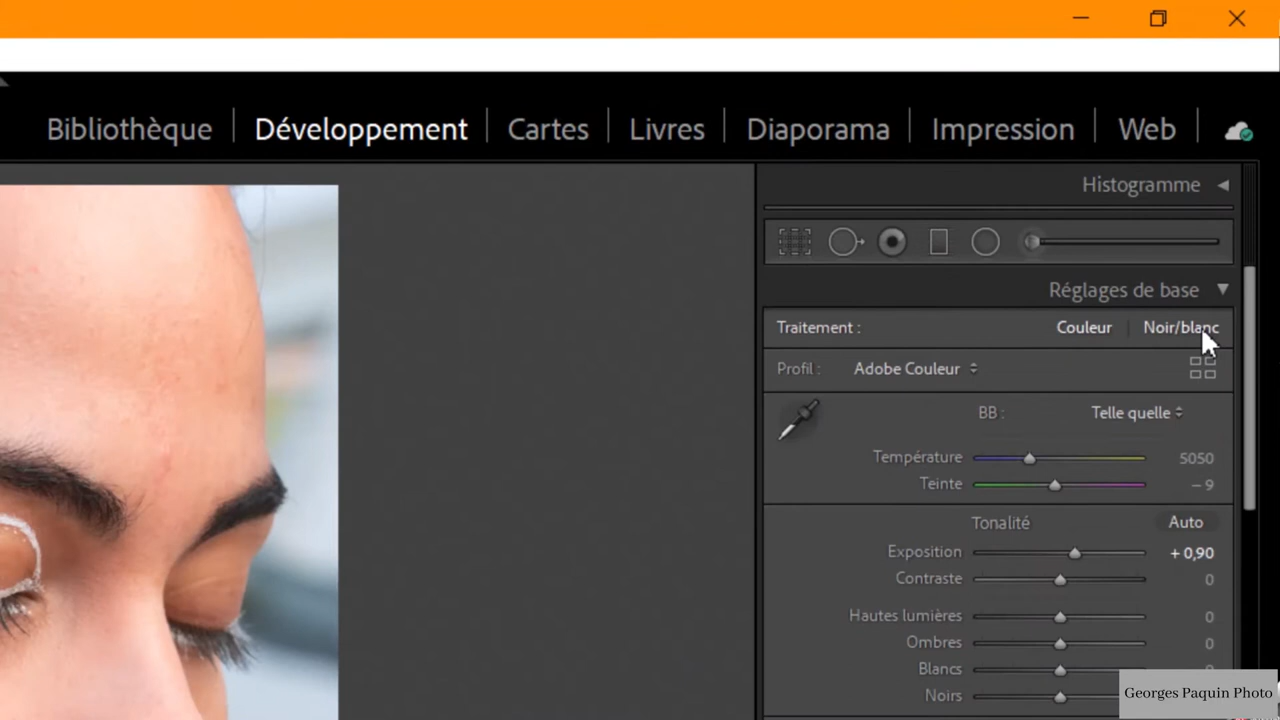 Bibliothèque | Développement | Cartes | Livres | Diaporama | Impression | Web
Histogramme
Réglages de base
Traitement : Couleur | Noir/blanc
Profil : Adobe Couleur
BB : Telle quelle
Température 5050
Teinte – 9
Tonalité Auto
Exposition + 0,90
Contraste 0
Hautes lumières 0
Ombres 0
Blancs
Noirs
Georges Paquin Photo